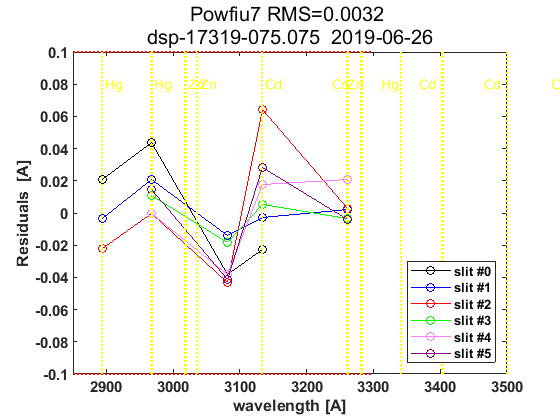 Powfiu7 RMS=0.0032
dsp-17319-075.075 2019-06-26
0.1
0.08
0.06
0.04
0.02
0
-0.02
-0.04
-0.06
-0.08
-0.1
Residuals [A]
Hg Hg Zn Zn Cd Cd Zn Hg Cd Cd
slit #0
slit #1
slit #2
slit #3
slit #4
slit #5
2900 3000 3100 3200 3300 3400 3500
wavelength [A]